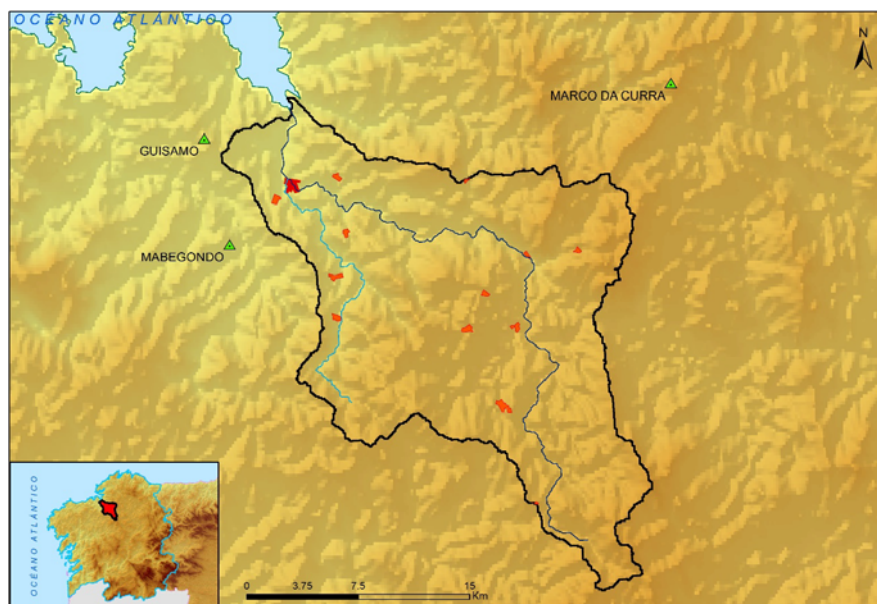 OCÉANO ATLÁNTICO
N
MARCO DA CURRA
GUISAMO
MABEGONDO
OCÉANO ATLÁNTICO
0 3.75 7.5 15
Km